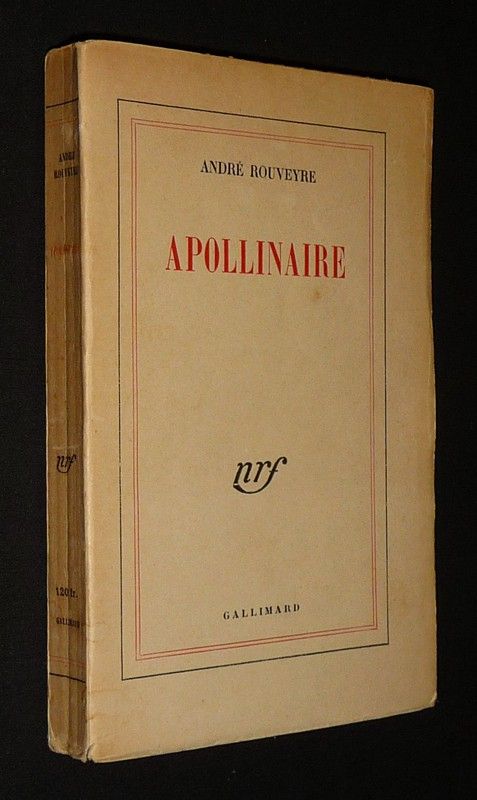 ANDRÉ ROUVEYRE
APOLLINAIRE
nrf
GALLIMARD
ANDRÉ
ROUVEYRE
nrf
120 fr.
GALLIMARD